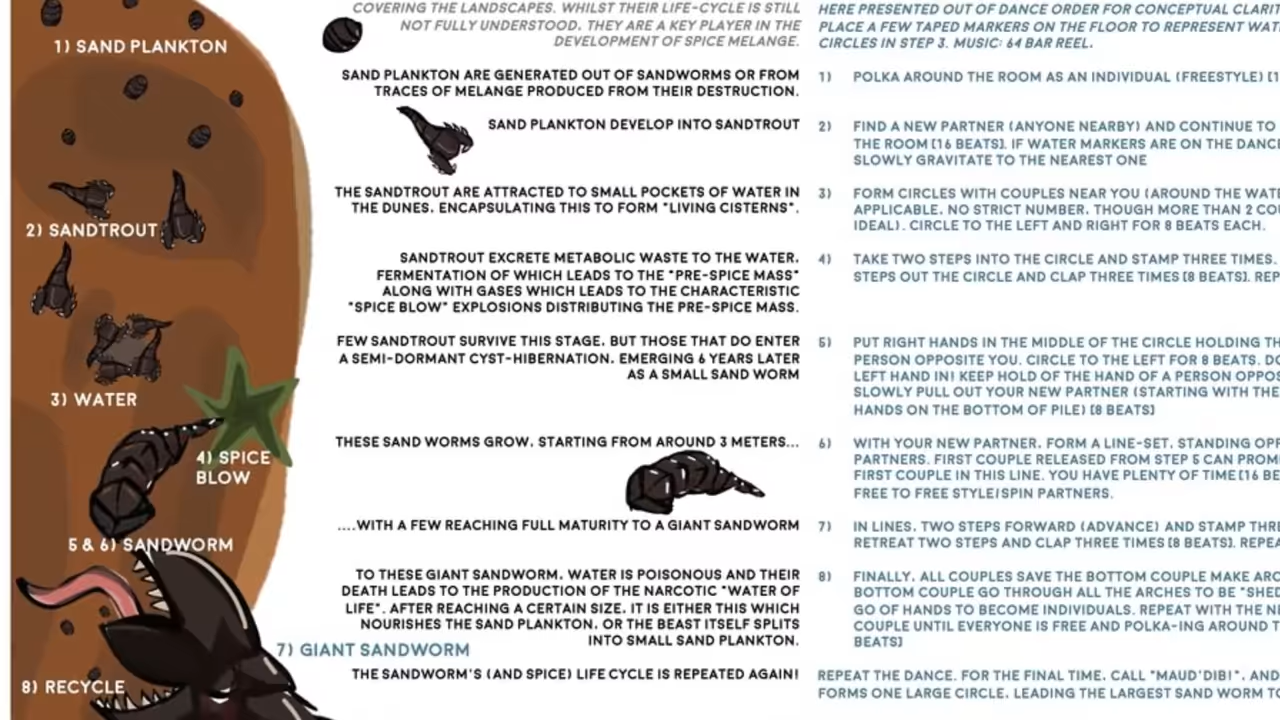 COVERING THE LANDSCAPES. WHILST THEIR LIFE-CYCLE IS STILL
NOT FULLY UNDERSTOOD, THEY ARE A KEY PLAYER IN THE
DEVELOPMENT OF SPICE MELANGE.
SAND PLANKTON ARE GENERATED OUT OF SANDWORMS OR FROM
TRACES OF MELANGE PRODUCED FROM THEIR DESTRUCTION.
SAND PLANKTON DEVELOP INTO SANDTROUT
THE SANDTROUT ARE ATTRACTED TO SMALL POCKETS OF WATER IN
THE DUNES, ENCAPSULATING THIS TO FORM "LIVING CISTERNS".
SANDTROUT EXCRETE METABOLIC WASTE TO THE WATER,
FERMENTATION OF WHICH LEADS TO THE "PRE-SPICE MASS"
ALONG WITH GASES WHICH LEADS TO THE CHARACTERISTIC
"SPICE BLOW" EXPLOSIONS DISTRIBUTING THE PRE-SPICE MASS.
FEW SANDTROUT SURVIVE THIS STAGE, BUT THOSE THAT DO ENTER
A SEMI-DORMANT CYST-HIBERNATION, EMERGING 6 YEARS LATER
AS A SMALL SAND WORM
THESE SAND WORMS GROW, STARTING FROM AROUND 3 METERS...
....WITH A FEW REACHING FULL MATURITY TO A GIANT SANDWORM
TO THESE GIANT SANDWORM, WATER IS POISONOUS AND THEIR
DEATH LEADS TO THE PRODUCTION OF THE NARCOTIC "WATER OF
LIFE". AFTER REACHING A CERTAIN SIZE, IT IS EITHER THIS WHICH
NOURISHES THE SAND PLANKTON, OR THE BEAST ITSELF SPLITS
INTO SMALL SAND PLANKTON.
THE SANDWORM'S (AND SPICE) LIFE CYCLE IS REPEATED AGAIN!
1) SAND PLANKTON
2) SANDTROUT
3) WATER
4) SPICE
BLOW
5 & 6) SANDWORM
7) GIANT SANDWORM
8) RECYCLE
HERE PRESENTED OUT OF DANCE ORDER FOR CONCEPTUAL
PLACE A FEW TAPED MARKERS ON THE FLOOR TO REPRESENT
CIRCLES IN STEP 3. MUSIC: 64 BAR REEL.
1) POLKA AROUND THE ROOM AS AN INDIVIDUAL (FREESTYLE)
2) FIND A NEW PARTNER (ANYONE NEARBY) AND CONTINUE TO
THE ROOM [16 BEATS]. IF WATER MARKERS ARE ON THE
SLOWLY GRAVITATE TO THE NEAREST ONE
3) FORM CIRCLES WITH COUPLES NEAR YOU (AROUND THE
APPLICABLE, NO STRICT NUMBER, THOUGH MORE THAN 2
IDEAL). CIRCLE TO THE LEFT AND RIGHT FOR 8 BEATS EACH.
4) TAKE TWO STEPS INTO THE CIRCLE AND STAMP THREE TIMES.
STEPS OUT THE CIRCLE AND CLAP THREE TIMES [8 BEATS].
5) PUT RIGHT HANDS IN THE MIDDLE OF THE CIRCLE HOLDING
PERSON OPPOSITE YOU. CIRCLE TO THE LEFT FOR 8 BEATS.
LEFT HAND IN! KEEP HOLD OF THE HAND OF A PERSON
SLOWLY PULL OUT YOUR NEW PARTNER (STARTING WITH THE
HANDS ON THE BOTTOM OF PILE) [8 BEATS]
6) WITH YOUR NEW PARTNER, FORM A LINE-SET, STANDING
PARTNERS. FIRST COUPLE RELEASED FROM STEP 5 CAN
FIRST COUPLE IN THIS LINE. YOU HAVE PLENTY OF TIME
FREE TO FREE STYLE/SPIN PARTNERS.
7) IN LINES, TWO STEPS FORWARD (ADVANCE) AND STAMP
RETREAT TWO STEPS AND CLAP THREE TIMES [8 BEATS].
8) FINALLY, ALL COUPLES SAVE THE BOTTOM COUPLE MAKE
BOTTOM COUPLE GO THROUGH ALL THE ARCHES TO BE
GO OF HANDS TO BECOME INDIVIDUALS. REPEAT WITH THE
COUPLE UNTIL EVERYONE IS FREE AND POLKA-ING AROUND
BEATS]
REPEAT THE DANCE. FOR THE FINAL TIME, CALL "MAUD'DIB!", AND
FORMS ONE LARGE CIRCLE, LEADING THE LARGEST SAND WORM